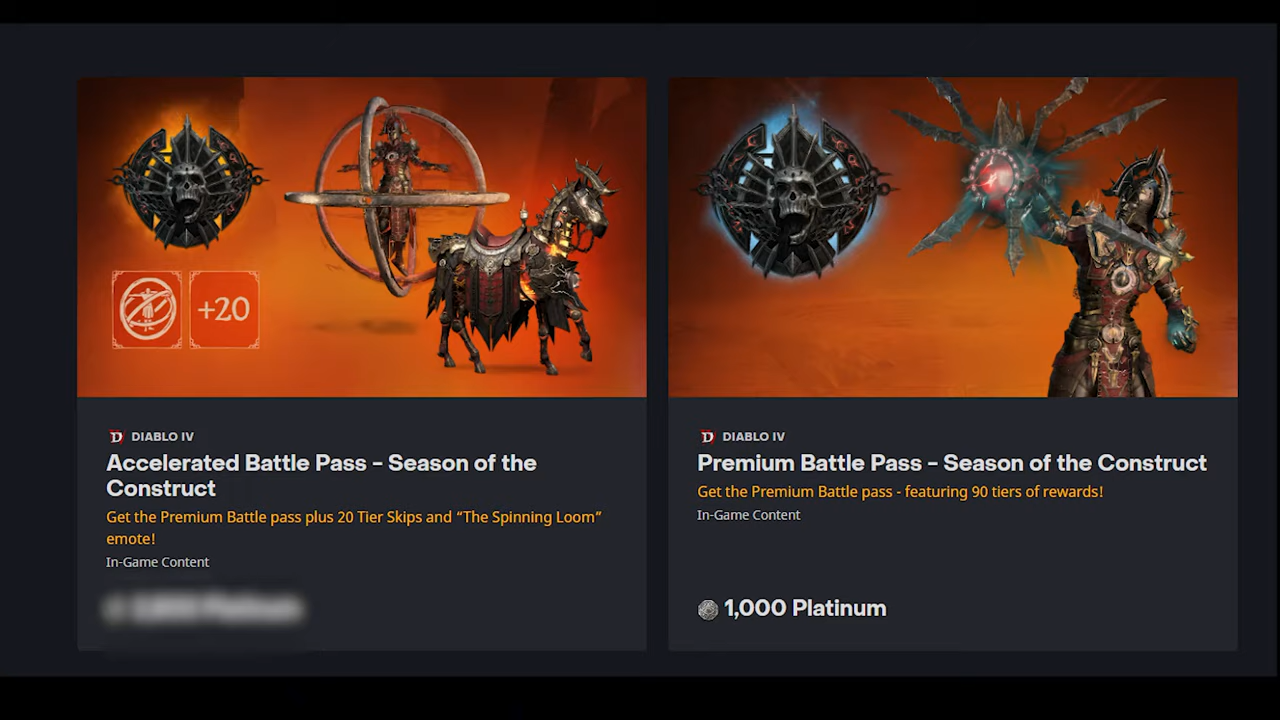 +20
DIABLO IV
Accelerated Battle Pass – Season of the
Construct
Get the Premium Battle pass plus 20 Tier Skips and “The Spinning Loom”
emote!
In-Game Content
DIABLO IV
Premium Battle Pass – Season of the Construct
Get the Premium Battle pass - featuring 90 tiers of rewards!
In-Game Content
1,000 Platinum